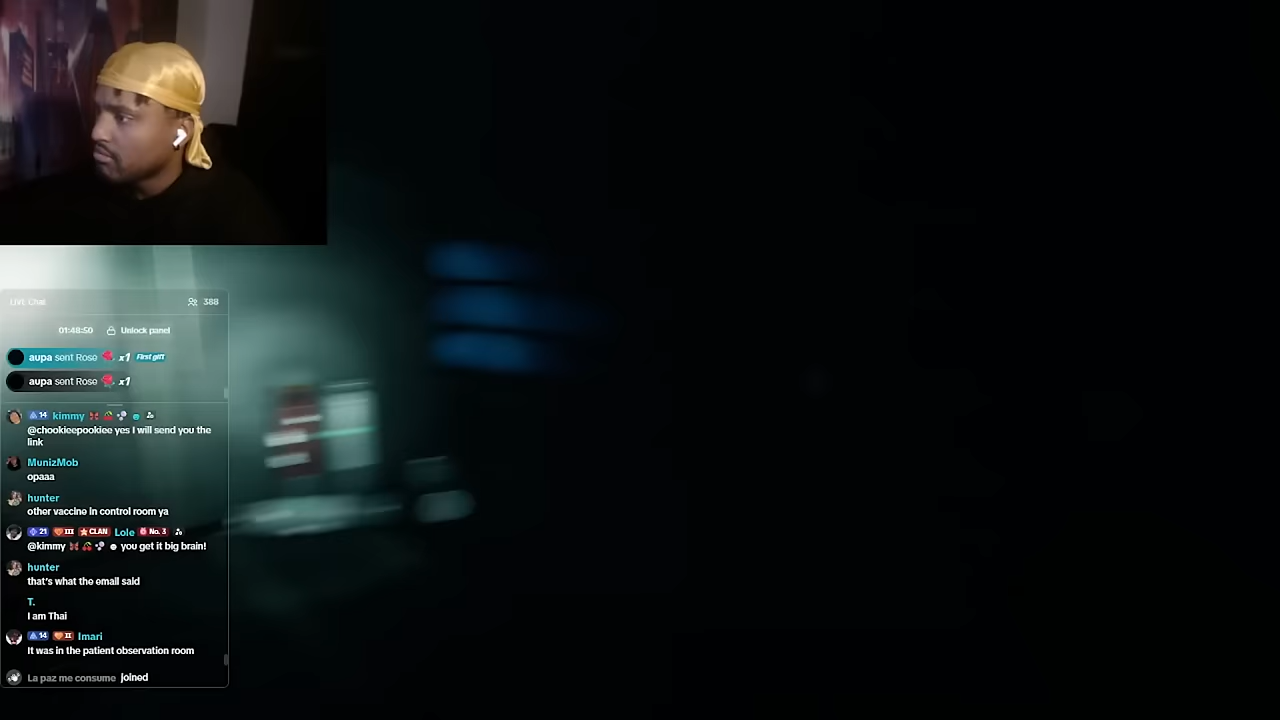 Live Chat 388
01:48:50 Unlock panel
aupa sent Rose x1 First gift
aupa sent Rose x1
14 kimmy
@chookieepookiee yes I will send you the
link
MunizMob
opaaa
hunter
other vaccine in control room ya
21 III CLAN Lole No. 3
@kimmy you get it big brain!
hunter
that's what the email said
T.
I am Thai
14 II Imari
It was in the patient observation room
La paz me consume joined